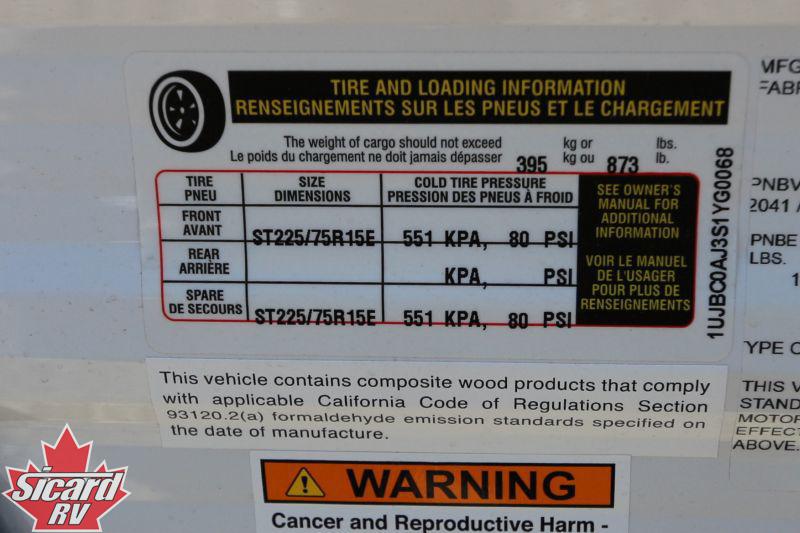 TIRE AND LOADING INFORMATION
RENSEIGNEMENTS SUR LES PNEUS ET LE CHARGEMENT
The weight of cargo should not exceed kg or lbs.
Le poids du chargement ne doit jamais dépasser 395 kg ou 873 lb.
TIRE PNEU
SIZE DIMENSIONS
COLD TIRE PRESSURE
PRESSION DES PNEUS À FROID
FRONT
AVANT
ST225/75R15E 551 KPA, 80 PSI
REAR
ARRIÈRE
KPA, PSI
SPARE
DE SECOURS
ST225/75R15E 551 KPA, 80 PSI
SEE OWNER'S
MANUAL FOR
ADDITIONAL
INFORMATION
VOIR LE MANUEL
DE L'USAGER
POUR PLUS DE
RENSEIGNEMENTS
1UJBC0AJ3S1YG0068
MFG
FABR
PNBV
2041
PNBE
LBS.
1
TYPE O
THIS V
STAND
MOTOR
EFFECT
ABOVE.
This vehicle contains composite wood products that comply
with applicable California Code of Regulations Section
93120.2(a) formaldehyde emission standards specified on
the date of manufacture.
WARNING
Cancer and Reproductive Harm -
Sicard
RV